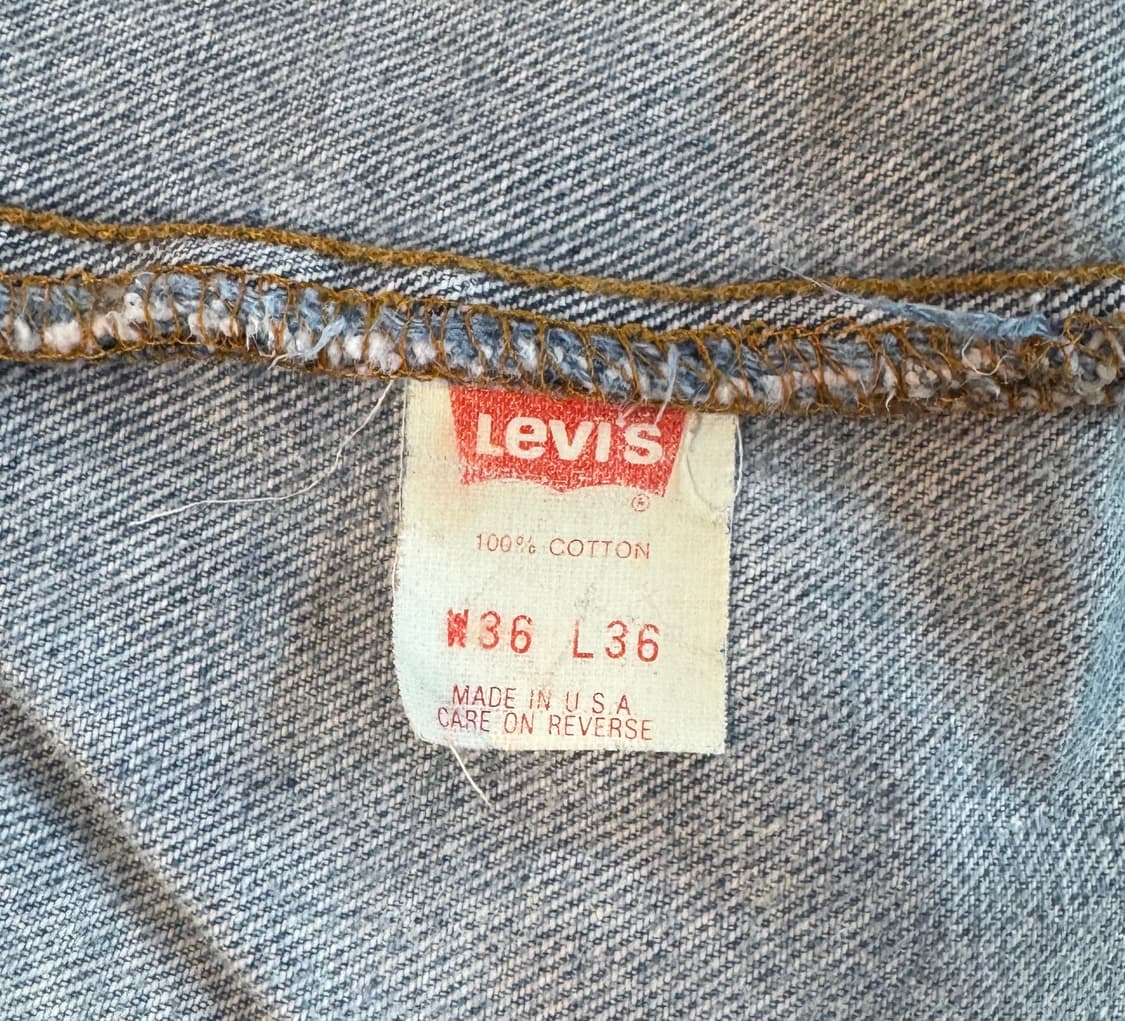 Levi's
®
100% COTTON
W36 L36
MADE IN U.S.A
CARE ON REVERSE